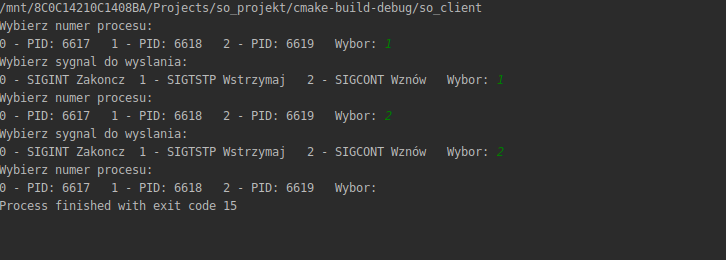 /mnt/8C0C14210C1408BA/Projects/so_projekt/cmake-build-debug/so_client
Wybierz numer procesu:
0 - PID: 6617   1 - PID: 6618   2 - PID: 6619   Wybor: 1
Wybierz sygnal do wyslania:
0 - SIGINT Zakoncz  1 - SIGTSTP Wstrzymaj   2 - SIGCONT Wznów   Wybor: 1
Wybierz numer procesu:
0 - PID: 6617   1 - PID: 6618   2 - PID: 6619   Wybor: 2
Wybierz sygnal do wyslania:
0 - SIGINT Zakoncz  1 - SIGTSTP Wstrzymaj   2 - SIGCONT Wznów   Wybor: 2
Wybierz numer procesu:
0 - PID: 6617   1 - PID: 6618   2 - PID: 6619   Wybor:
Process finished with exit code 15